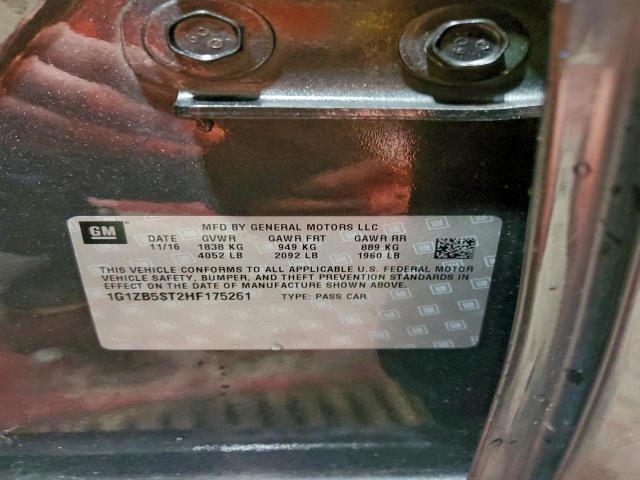 GM
MFD BY GENERAL MOTORS LLC
DATE GVWR GAWR FRT GAWR RR
11/16 1838 KG 949 KG 889 KG
4052 LB 2092 LB 1960 LB
THIS VEHICLE CONFORMS TO ALL APPLICABLE U.S. FEDERAL MOTOR
VEHICLE SAFETY, BUMPER, AND THEFT PREVENTION STANDARDS IN
EFFECT ON THE DATE OF MANUFACTURE SHOWN ABOVE.
1G1ZB5ST2HF175261 TYPE: PASS CAR